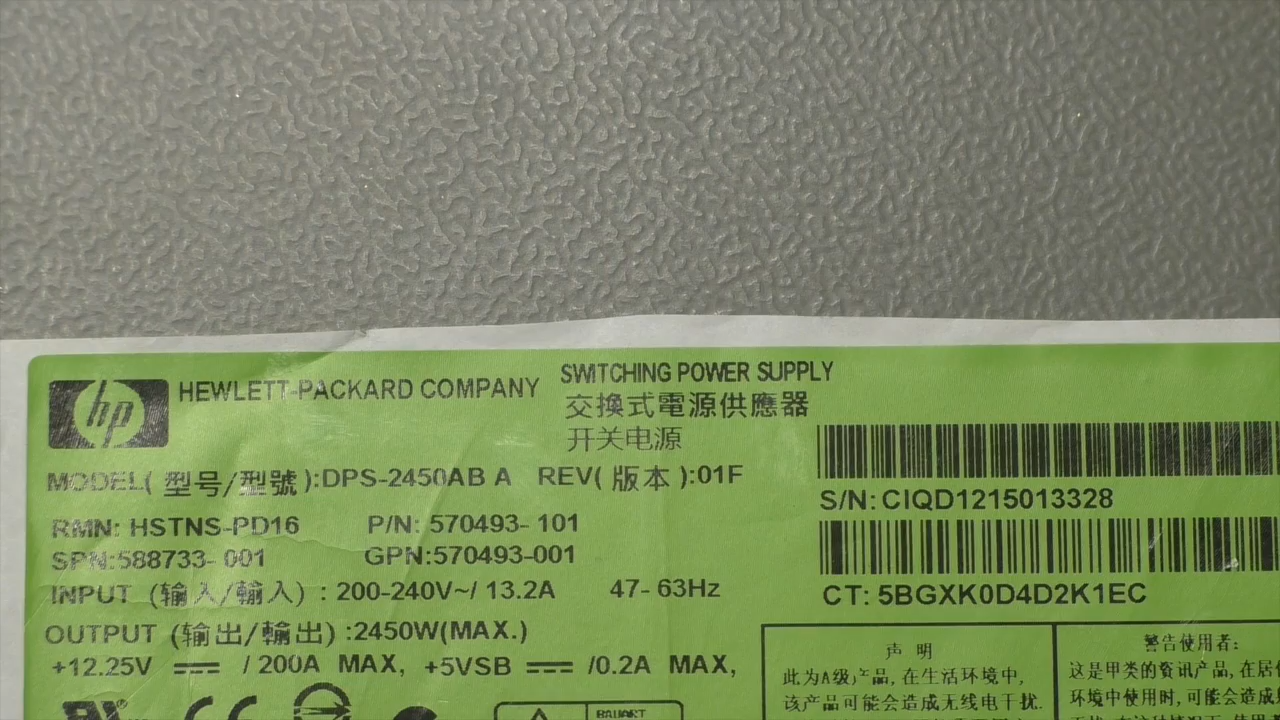 hp
HEWLETT-PACKARD COMPANY
SWITCHING POWER SUPPLY
交換式電源供應器
开关电源
MODEL(型号/型號):DPS-2450AB A REV(版本):01F
RMN: HSTNS-PD16 P/N: 570493-101
SPN:588733-001 GPN:570493-001
INPUT (输入/輸入) : 200-240V~/ 13.2A 47-63Hz
OUTPUT (输出/輸出) :2450W(MAX.)
+12.25V / 200A MAX, +5VSB /0.2A MAX,
S/N: CIQD1215013328
CT: 5BGXK0D4D2K1EC
声 明
此为A级产品,在生活环境中,
该产品可能会造成无线电干扰.
警告使用者:
这是甲类的资讯产品,在居
环境中使用时,可能会造成